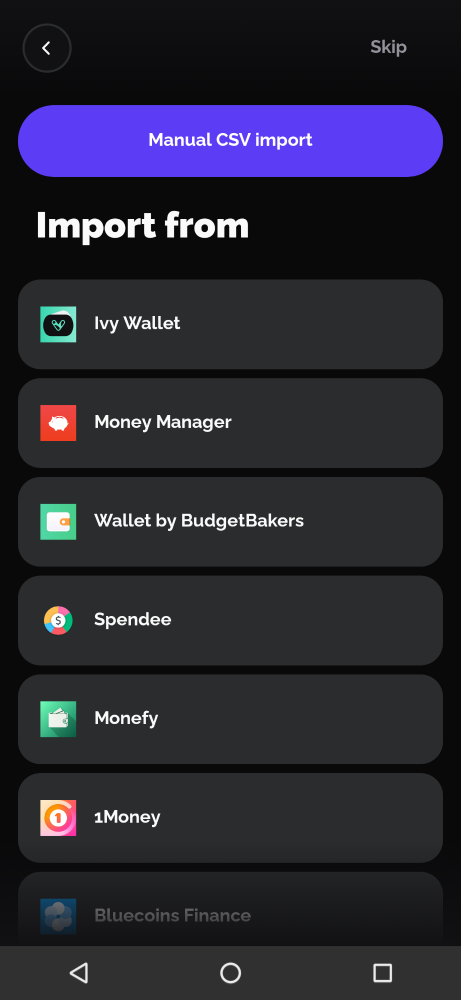 Skip
Manual CSV import
Import from
Ivy Wallet
Money Manager
Wallet by BudgetBakers
Spendee
Monefy
1Money
Bluecoins Finance